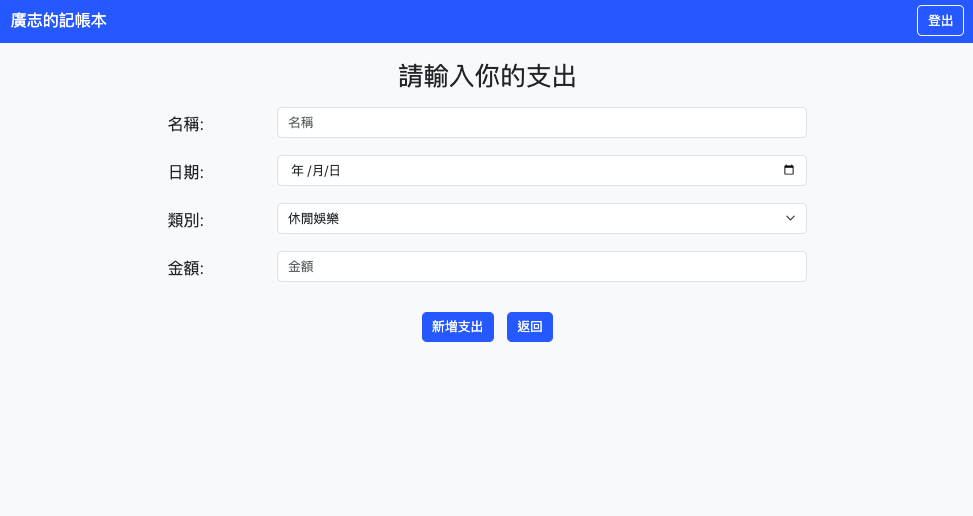 廣志的記帳本 登出
請輸入你的支出
名稱: 名稱
日期: 年 /月/日
類別: 休閒娛樂
金額: 金額
新增支出 返回